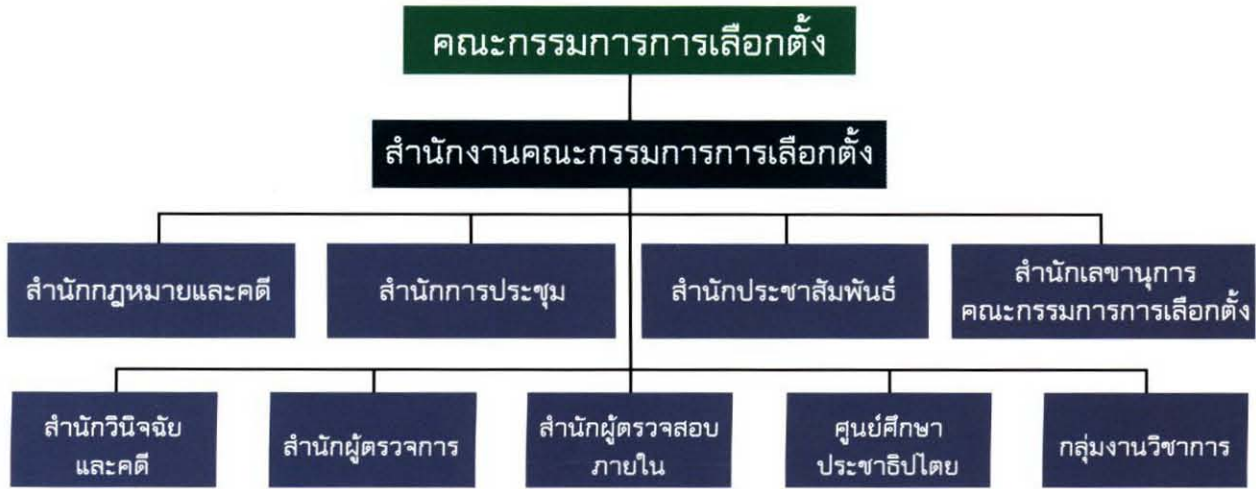 คณะกรรมการการเลือกตั้ง
สำนักงานคณะกรรมการการเลือกตั้ง
สำนักกฎหมายและคดี
สำนักการประชุม
สำนักประชาสัมพันธ์
สำนักเลขานุการ
คณะกรรมการการเลือกตั้ง
สำนักวินิจฉัย
และคดี
สำนักผู้ตรวจการ
สำนักผู้ตรวจสอบ
ภายใน
ศูนย์ศึกษา
ประชาธิปไตย
กลุ่มงานวิชาการ